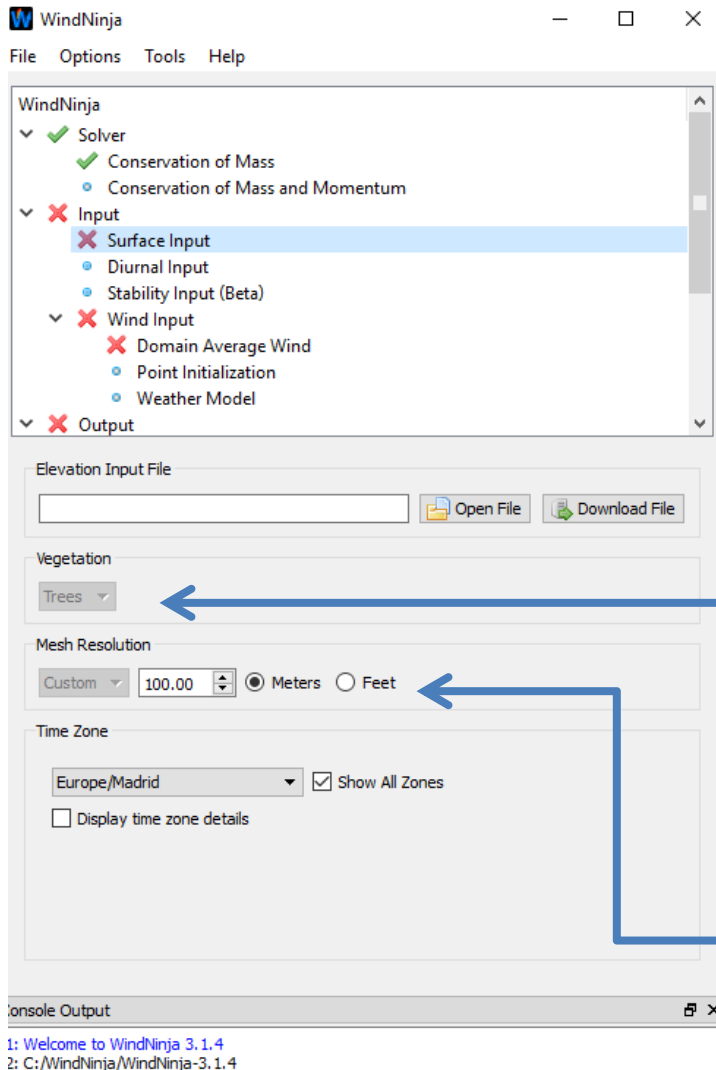 WindNinja
File Options Tools Help
WindNinja
Solver
Conservation of Mass
Conservation of Mass and Momentum
Input
Surface Input
Diurnal Input
Stability Input (Beta)
Wind Input
Domain Average Wind
Point Initialization
Weather Model
Output
Elevation Input File
Open File Download File
Vegetation
Trees
Mesh Resolution
Custom 100.00 Meters Feet
Time Zone
Europe/Madrid Show All Zones
Display time zone details
onsole Output
1: Welcome to WindNinja 3.1.4
2: C:/WindNinja/WindNinja-3.1.4